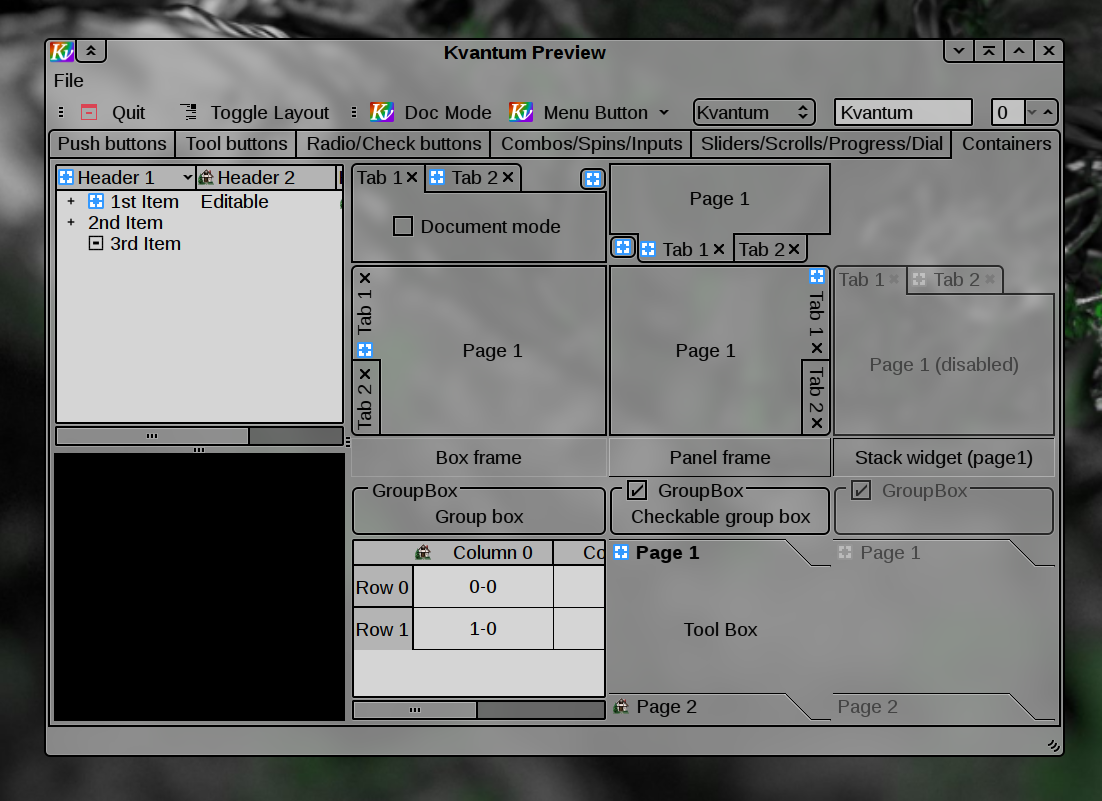 Kvantum Preview
File
Quit Toggle Layout Doc Mode Menu Button Kvantum Kvantum 0
Push buttons Tool buttons Radio/Check buttons Combos/Spins/Inputs Sliders/Scrolls/Progress/Dial Containers
Header 1 Header 2
1st Item Editable
2nd Item
3rd Item
Tab 1 Tab 2
Document mode
Page 1
Tab 1 Tab 2
Tab 1
Tab 2
Page 1
Page 1
Tab 1
Tab 2
Tab 1 Tab 2
Page 1 (disabled)
Box frame Panel frame Stack widget (page1)
GroupBox
Group box
GroupBox
Checkable group box
GroupBox
Column 0 Co
Row 0 0-0
Row 1 1-0
Page 1
Tool Box
Page 2
Page 1
Page 2